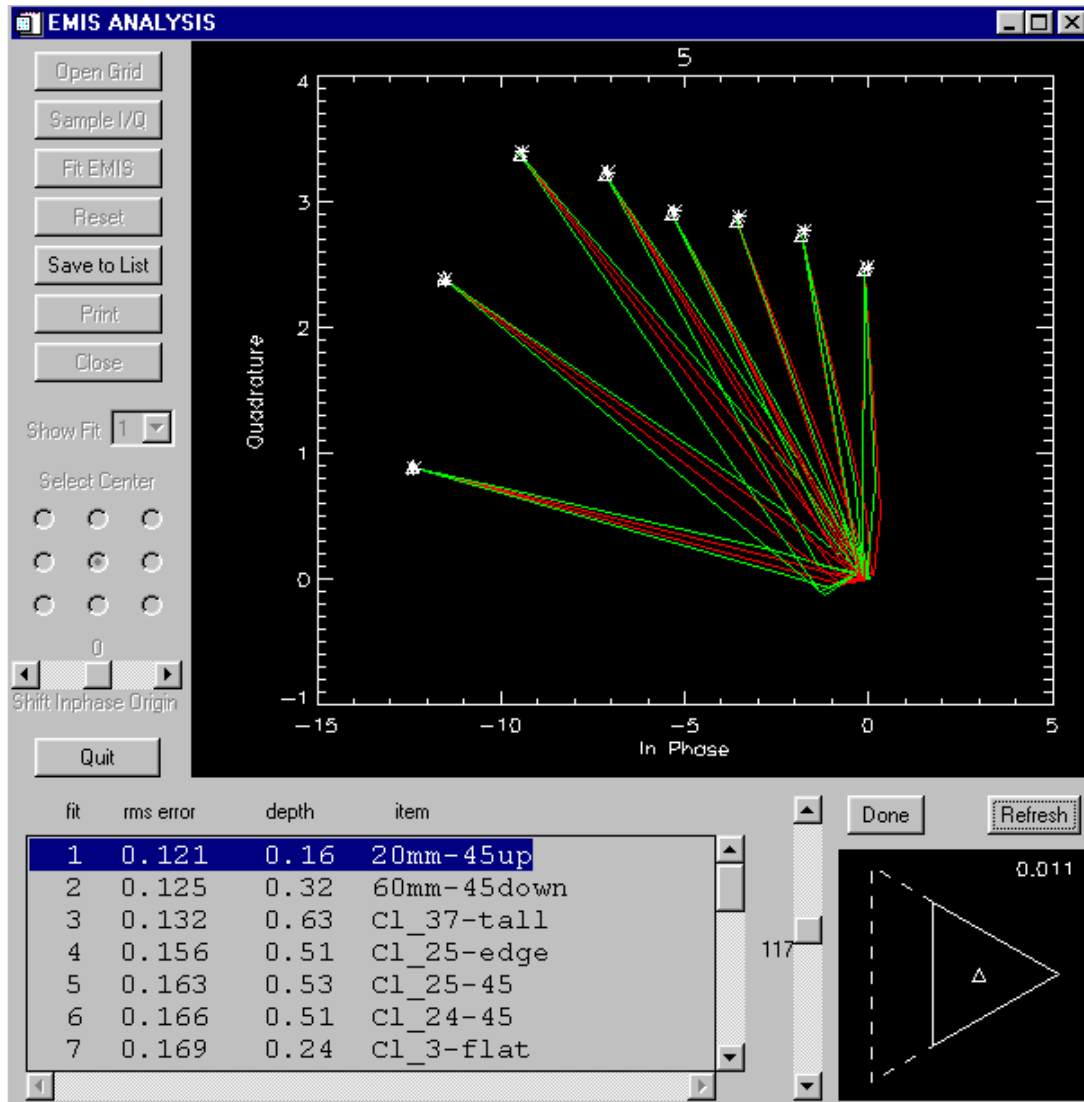 EMIS ANALYSIS
Open Grid
Sample I/Q
Fit EMIS
Reset
Save to List
Print
Close
Show Fit 1
Select Center
0
Shift Inphase Origin
Quit
5
4
3
2
1
0
−1
Quadrature
−15 −10 −5 0 5
In Phase
fit rms error depth item
1 0.121 0.16 20mm-45up
2 0.125 0.32 60mm-45down
3 0.132 0.63 Cl_37-tall
4 0.156 0.51 Cl_25-edge
5 0.163 0.53 Cl_25-45
6 0.166 0.51 Cl_24-45
7 0.169 0.24 Cl_3-flat
117
Done Refresh
0.011